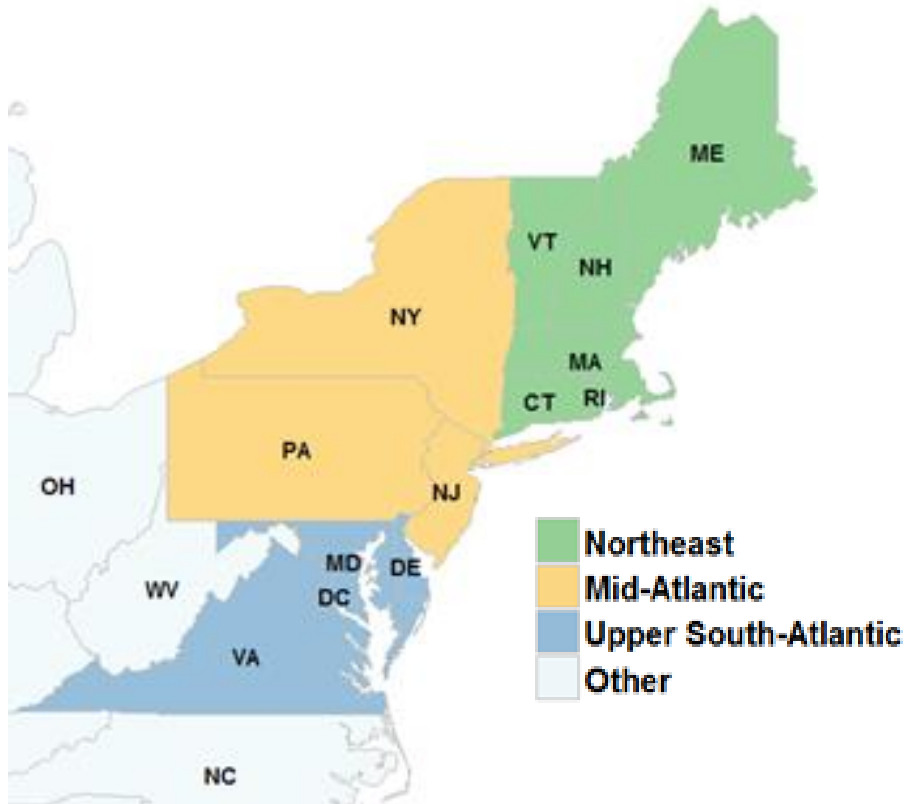 ME
VT
NH
NY
MA
CT
RI
PA
OH
NJ
Northeast
MD
DE
WV
Mid-Atlantic
DC
Upper South-Atlantic
VA
Other
NC